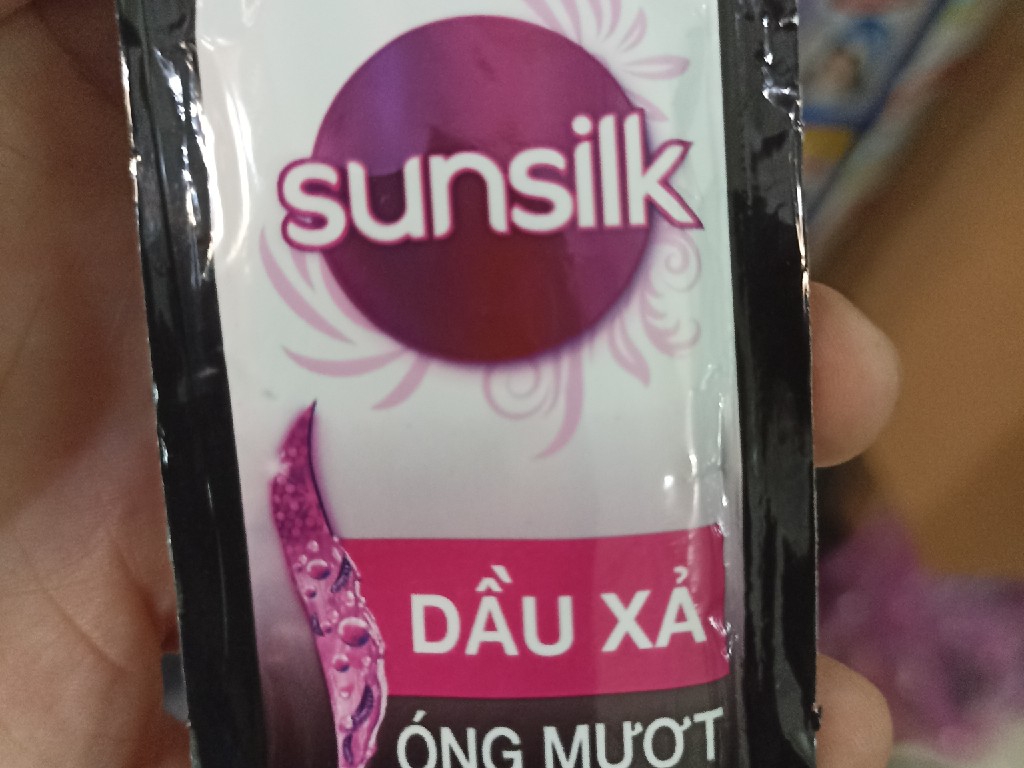 sunsilk
DẦU XẢ
ÓNG MƯỢT